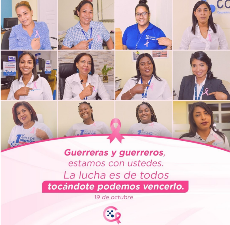 Guerreras y guerreros,
estamos con ustedes.
La lucha es de todos
tocándote podemos vencerlo.
19 de octubre